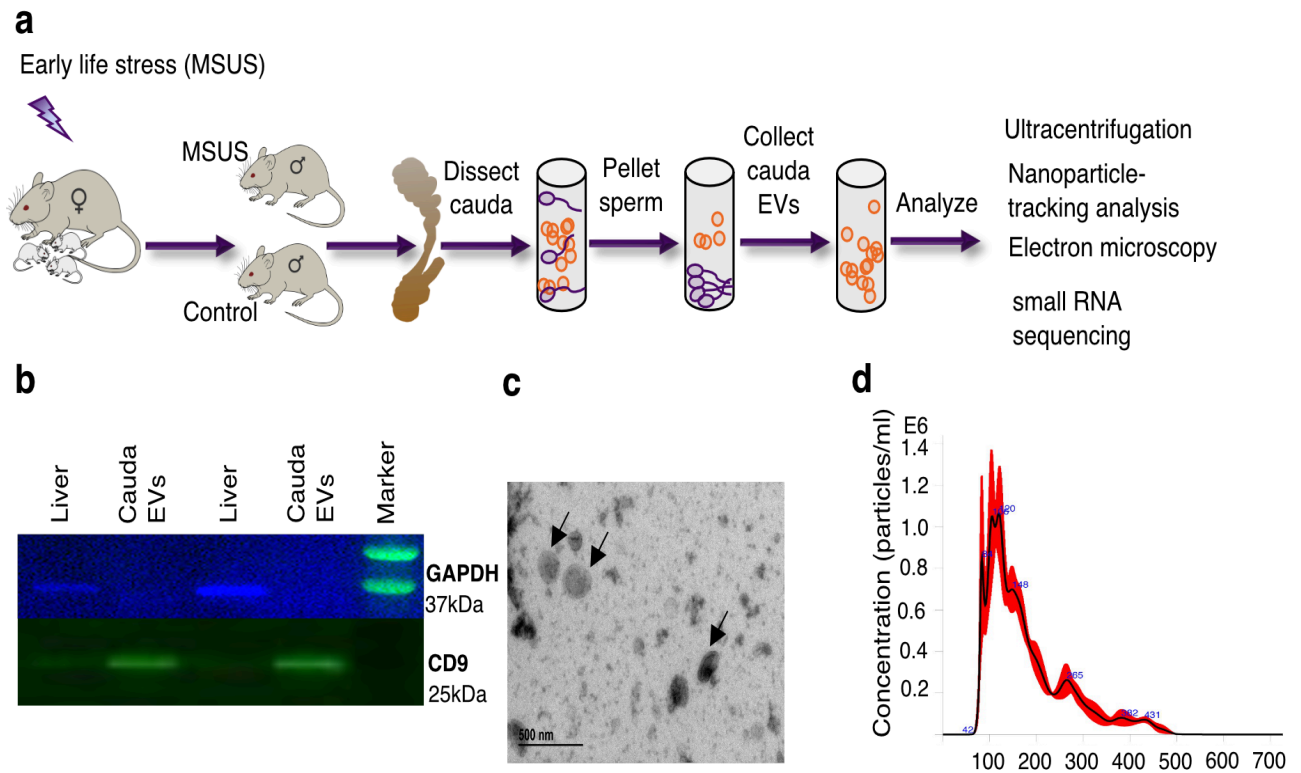 a
Early life stress (MSUS)
MSUS
Control
Dissect
cauda
Pellet
sperm
Collect
cauda
EVs
Analyze
Ultracentrifugation
Nanoparticle-
tracking analysis
Electron microscopy
small RNA
sequencing
♀
♂
♂
b
Liver
Cauda
EVs
Liver
Cauda
EVs
Marker
GAPDH
37kDa
CD9
25kDa
c
500 nm
d
Concentration (particles/ml)
E6
1.4
1.2
1.0
0.8
0.6
0.4
0.2
42
120
148
265
382
431
100 200 300 400 500 600 700